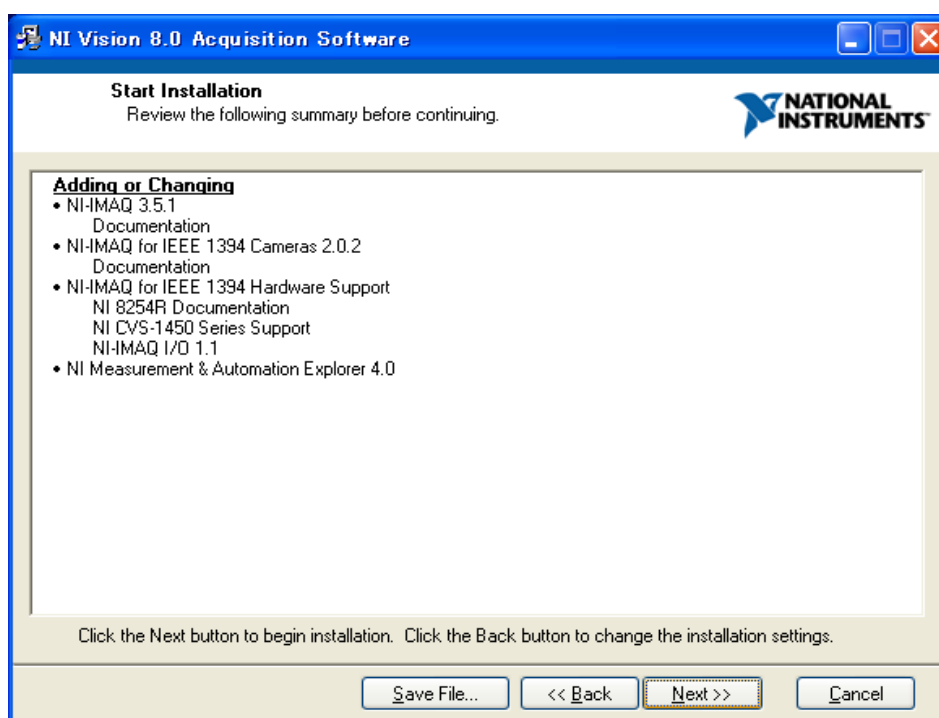 NI Vision 8.0 Acquisition Software
Start Installation
Review the following summary before continuing.
NATIONAL
INSTRUMENTS™
Adding or Changing
• NI-IMAQ 3.5.1
Documentation
• NI-IMAQ for IEEE 1394 Cameras 2.0.2
Documentation
• NI-IMAQ for IEEE 1394 Hardware Support
NI 8254R Documentation
NI CVS-1450 Series Support
NI-IMAQ I/O 1.1
• NI Measurement & Automation Explorer 4.0
Click the Next button to begin installation. Click the Back button to change the installation settings.
Save File... << Back Next >> Cancel